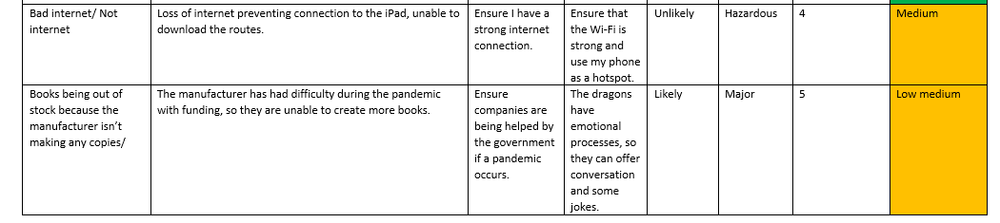 Bad internet/ Not
internet
Loss of internet preventing connection to the iPad, unable to
download the routes.
Ensure I have a
strong internet
connection.
Ensure that
the Wi-Fi is
strong and
use my phone
as a hotspot.
Unlikely
Hazardous
4
Medium
Books being out of
stock because the
manufacturer isn't
making any copies/
The manufacturer has had difficulty during the pandemic
with funding, so they are unable to create more books.
Ensure
companies are
being helped by
the government
if a pandemic
occurs.
The dragons
have
emotional
processes, so
they can offer
conversation
and some
jokes.
Likely
Major
5
Low medium